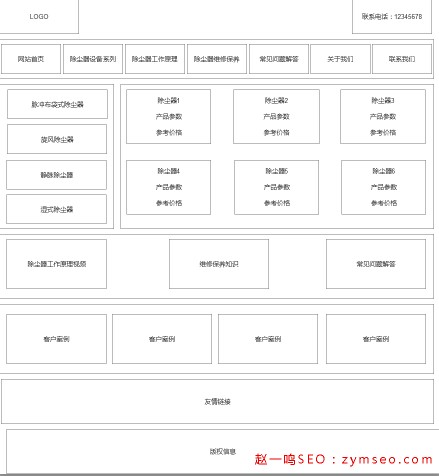 LOGO
联系电话：12345678
网站首页
除尘器设备系列
除尘器工作原理
除尘器维修保养
常见问题解答
关于我们
联系我们
脉冲布袋式除尘器
旋风除尘器
静脉除尘器
湿式除尘器
除尘器1
产品参数
参考价格
除尘器2
产品参数
参考价格
除尘器3
产品参数
参考价格
除尘器4
产品参数
参考价格
除尘器5
产品参数
参考价格
除尘器6
产品参数
参考价格
除尘器工作原理视频
维修保养知识
常见问题解答
客户案例
客户案例
客户案例
客户案例
友情链接
版权信息
赵一鸣SEO：zymseo.com